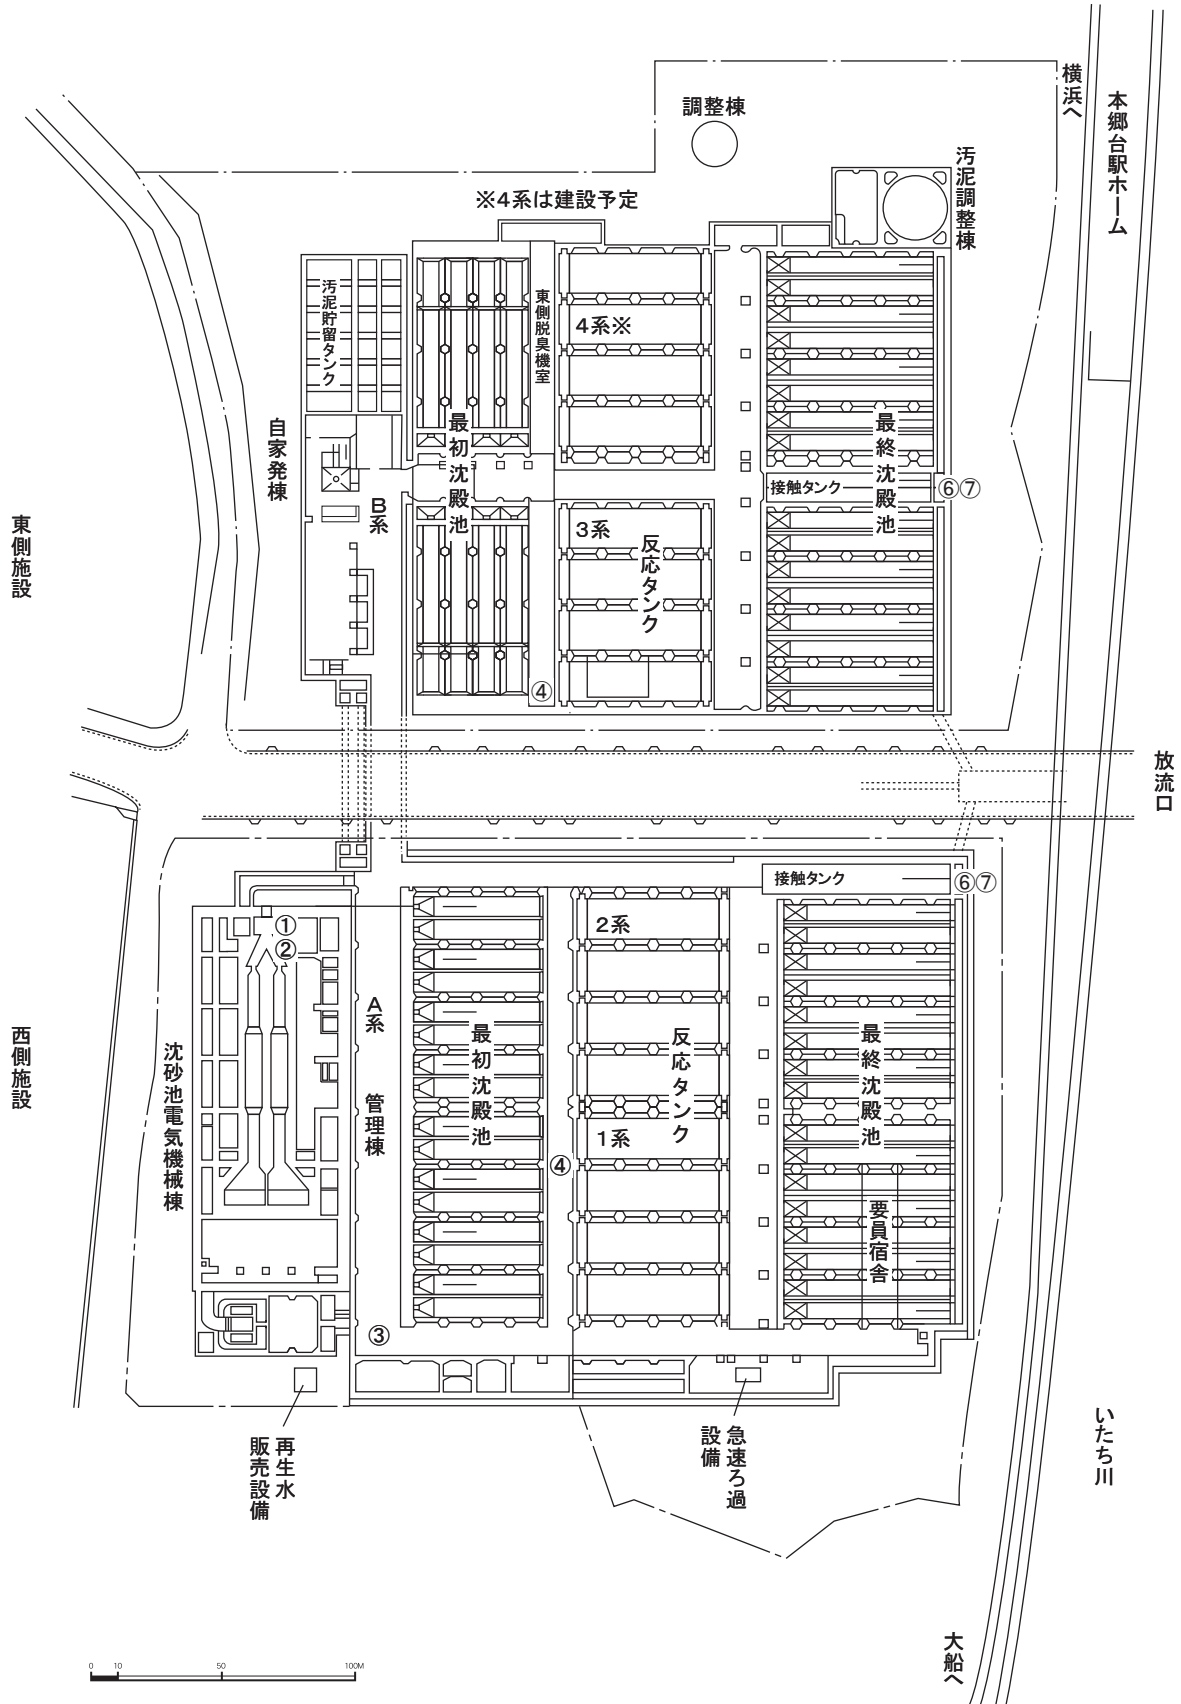 横浜へ
本郷台駅ホーム
調整棟
汚泥調整棟
※4系は建設予定
汚泥貯留タンク
東側脱臭機室
4系※
最初沈殿池
最終沈殿池
自家発棟
B系
接触タンク
⑥⑦
東側施設
3系
反応タンク
④
放流口
接触タンク
⑥⑦
①
②
2系
A系
西側施設
沈砂池電気機械棟
最初沈殿池
反応タンク
最終沈殿池
管理棟
1系
④
要員宿舎
③
再生水
販売設備
急速ろ過
設備
いたち川
大船へ
0 10 50 100M